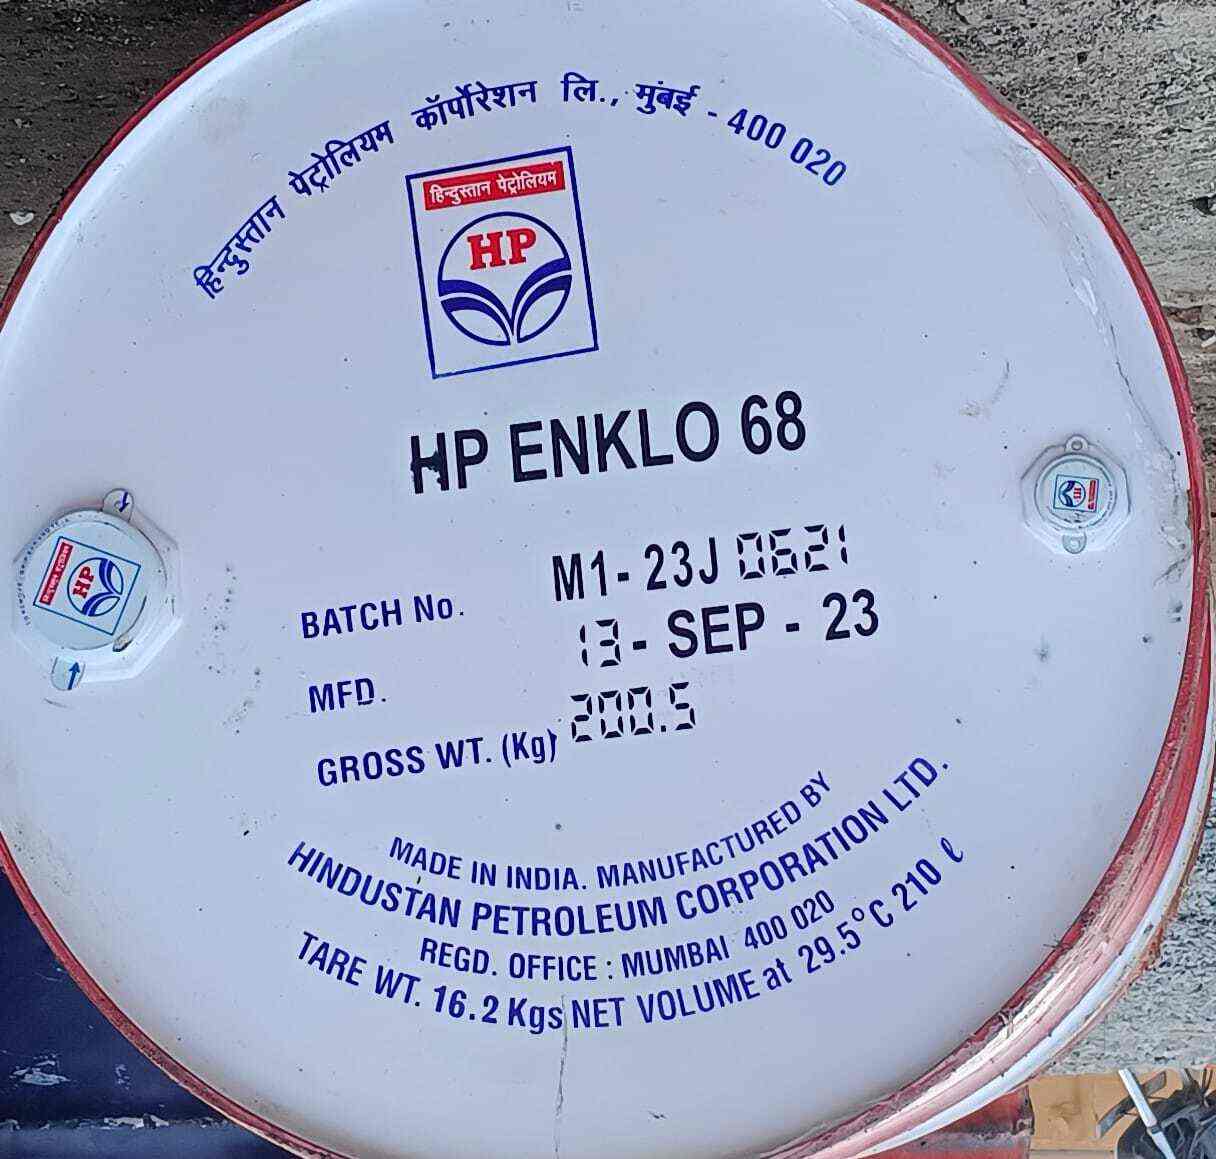 हिन्दुस्तान पेट्रोलियम कॉर्पोरेशन लि., मुंबई - 400 020
हिन्दुस्तान पेट्रोलियम
HP
HP ENKLO 68
BATCH No. M1-23J 0621
MFD. 13- SEP - 23
GROSS WT. (Kg) 200.5
MADE IN INDIA. MANUFACTURED BY
HINDUSTAN PETROLEUM CORPORATION LTD.
REGD. OFFICE : MUMBAI 400 020
TARE WT. 16.2 Kgs NET VOLUME at 29.5°C 210 ℓ
HP